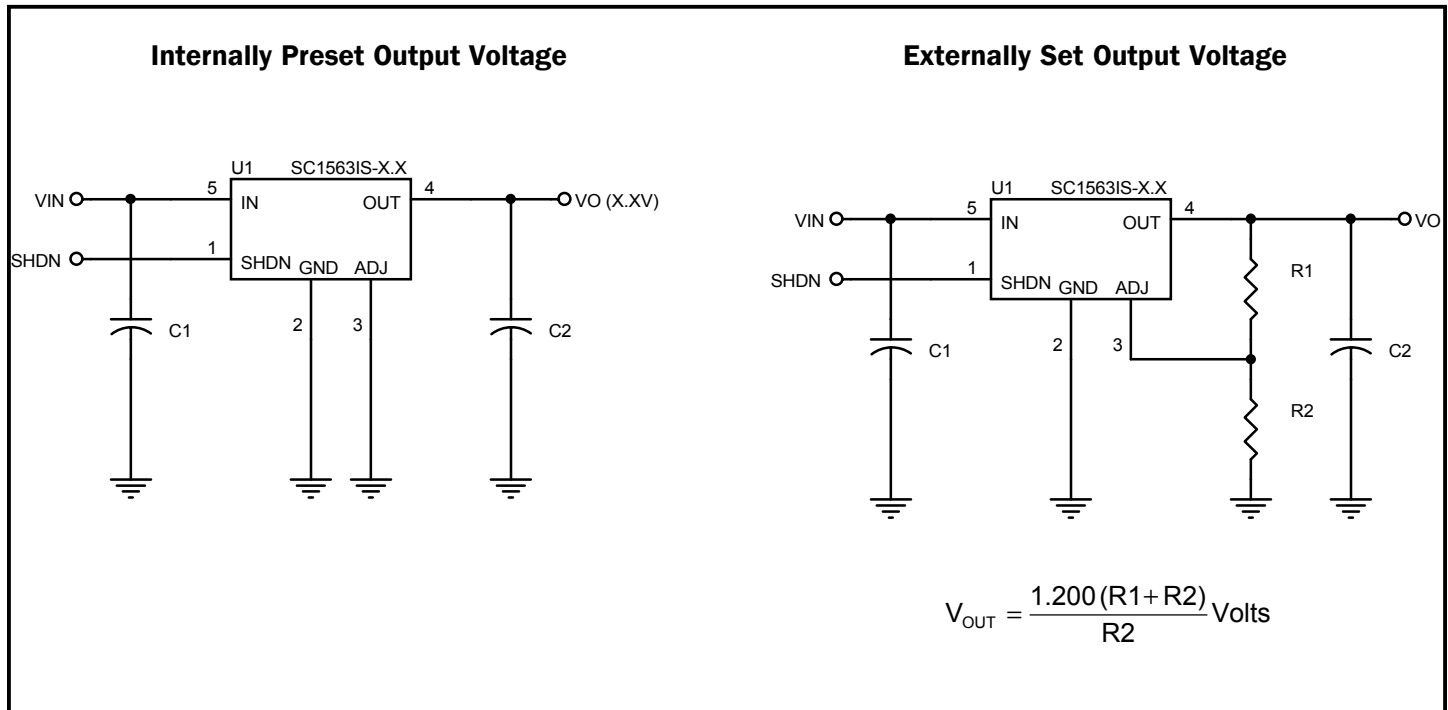 Internally Preset Output Voltage
U1 SC1563IS-X.X
VIN 5 IN OUT 4 VO (X.XV)
SHDN 1 SHDN GND ADJ
C1 2 3 C2
Externally Set Output Voltage
U1 SC1563IS-X.X
VIN 5 IN OUT 4 VO
SHDN 1 SHDN GND ADJ R1
C1 2 3 C2
R2
V_OUT = 1.200 (R1+R2) / R2 Volts